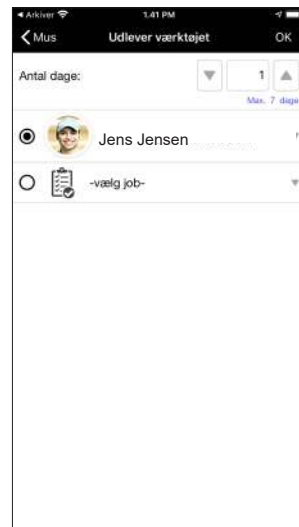 ◀ Arkiver 1.41 PM
Mus Udlever værktøjet OK
Antal dage: 1
Max. 7 dage
Jens Jensen
-vælg job-